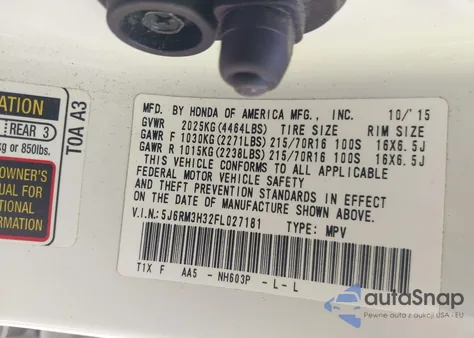 ATION
REAR 3
kg or 850lbs.
OWNER'S
NUAL FOR
ITIONAL
RMATION
T0A A3
MFD. BY HONDA OF AMERICA MFG., INC. 10/'15
GVWR 2025KG(4464LBS) TIRE SIZE RIM SIZE
GAWR F 1030KG(2271LBS) 215/70R16 100S 16X6.5J
GAWR R 1015KG(2238LBS) 215/70R16 100S 16X6.5J
THIS VEHICLE CONFORMS TO ALL APPLICABLE
FEDERAL MOTOR VEHICLE SAFETY
AND THEFT PREVENTION STANDARDS IN EFFECT
ON THE DATE OF MANUFACTURE SHOWN ABOVE.
V.I.N: 5J6RM3H32FL027181 TYPE: MPV
T1X F AA5 - NH603P - L - L
autoSnap
Pewne auta z aukcji USA i EU